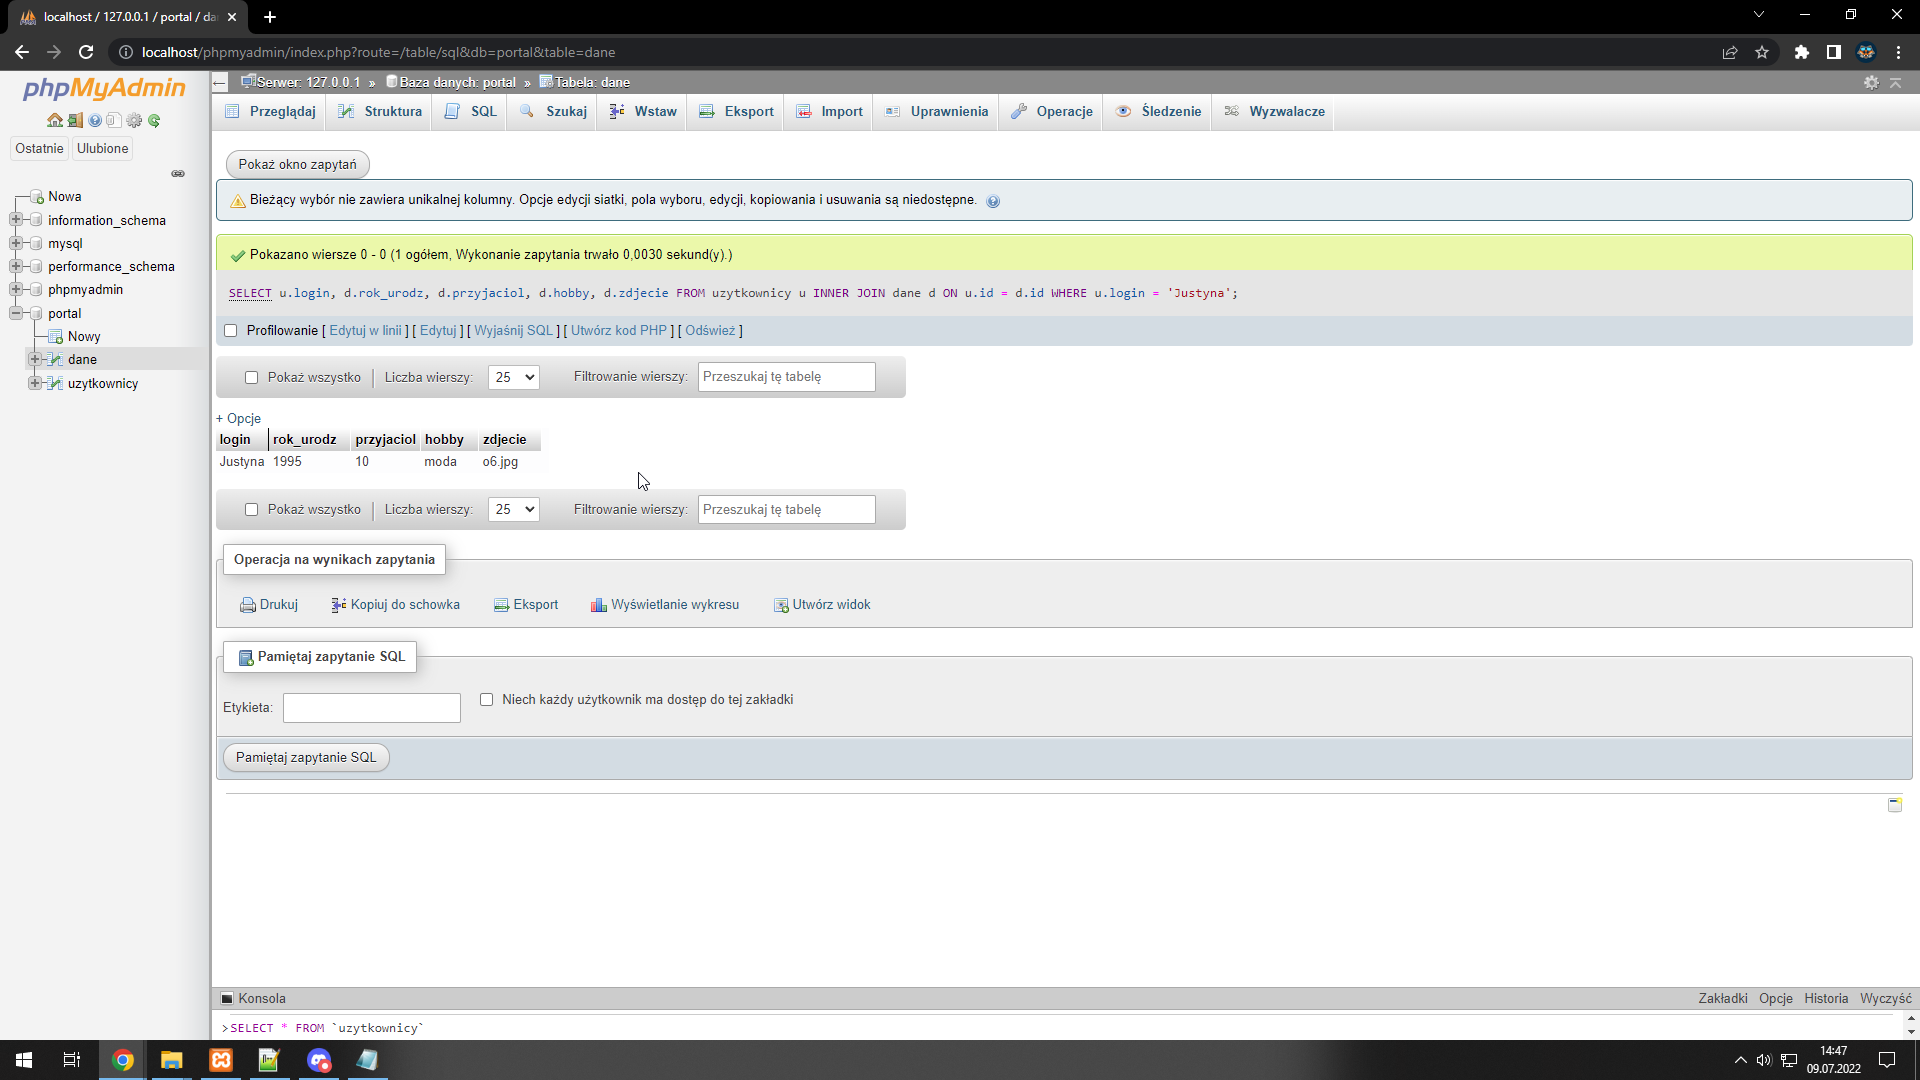 localhost / 127.0.0.1 / portal / da
localhost/phpmyadmin/index.php?route=/table/sql&db=portal&table=dane
phpMyAdmin
Ostatnie
Ulubione
Nowa
information_schema
mysql
performance_schema
phpmyadmin
portal
Nowy
dane
uzytkownicy
Serwer: 127.0.0.1 » Baza danych: portal » Tabela: dane
Przeglądaj Struktura SQL Szukaj Wstaw Eksport Import Uprawnienia Operacje Śledzenie Wyzwalacze
Pokaż okno zapytań
Bieżący wybór nie zawiera unikalnej kolumny. Opcje edycji siatki, pola wyboru, edycji, kopiowania i usuwania są niedostępne.
Pokazano wiersze 0 - 0 (1 ogółem, Wykonanie zapytania trwało 0,0030 sekund(y).)
SELECT u.login, d.rok_urodz, d.przyjaciol, d.hobby, d.zdjecie FROM uzytkownicy u INNER JOIN dane d ON u.id = d.id WHERE u.login = 'Justyna';
Profilowanie [ Edytuj w linii ] [ Edytuj ] [ Wyjaśnij SQL ] [ Utwórz kod PHP ] [ Odśwież ]
Pokaż wszystko Liczba wierszy: 25 Filtrowanie wierszy: Przeszukaj tę tabelę
+ Opcje
login rok_urodz przyjaciol hobby zdjecie
Justyna 1995 10 moda o6.jpg
Pokaż wszystko Liczba wierszy: 25 Filtrowanie wierszy: Przeszukaj tę tabelę
Operacja na wynikach zapytania
Drukuj Kopiuj do schowka Eksport Wyświetlanie wykresu Utwórz widok
Pamiętaj zapytanie SQL
Etykieta: Niech każdy użytkownik ma dostęp do tej zakładki
Pamiętaj zapytanie SQL
Konsola Zakładki Opcje Historia Wyczyść
>SELECT * FROM `uzytkownicy`
14:47
09.07.2022